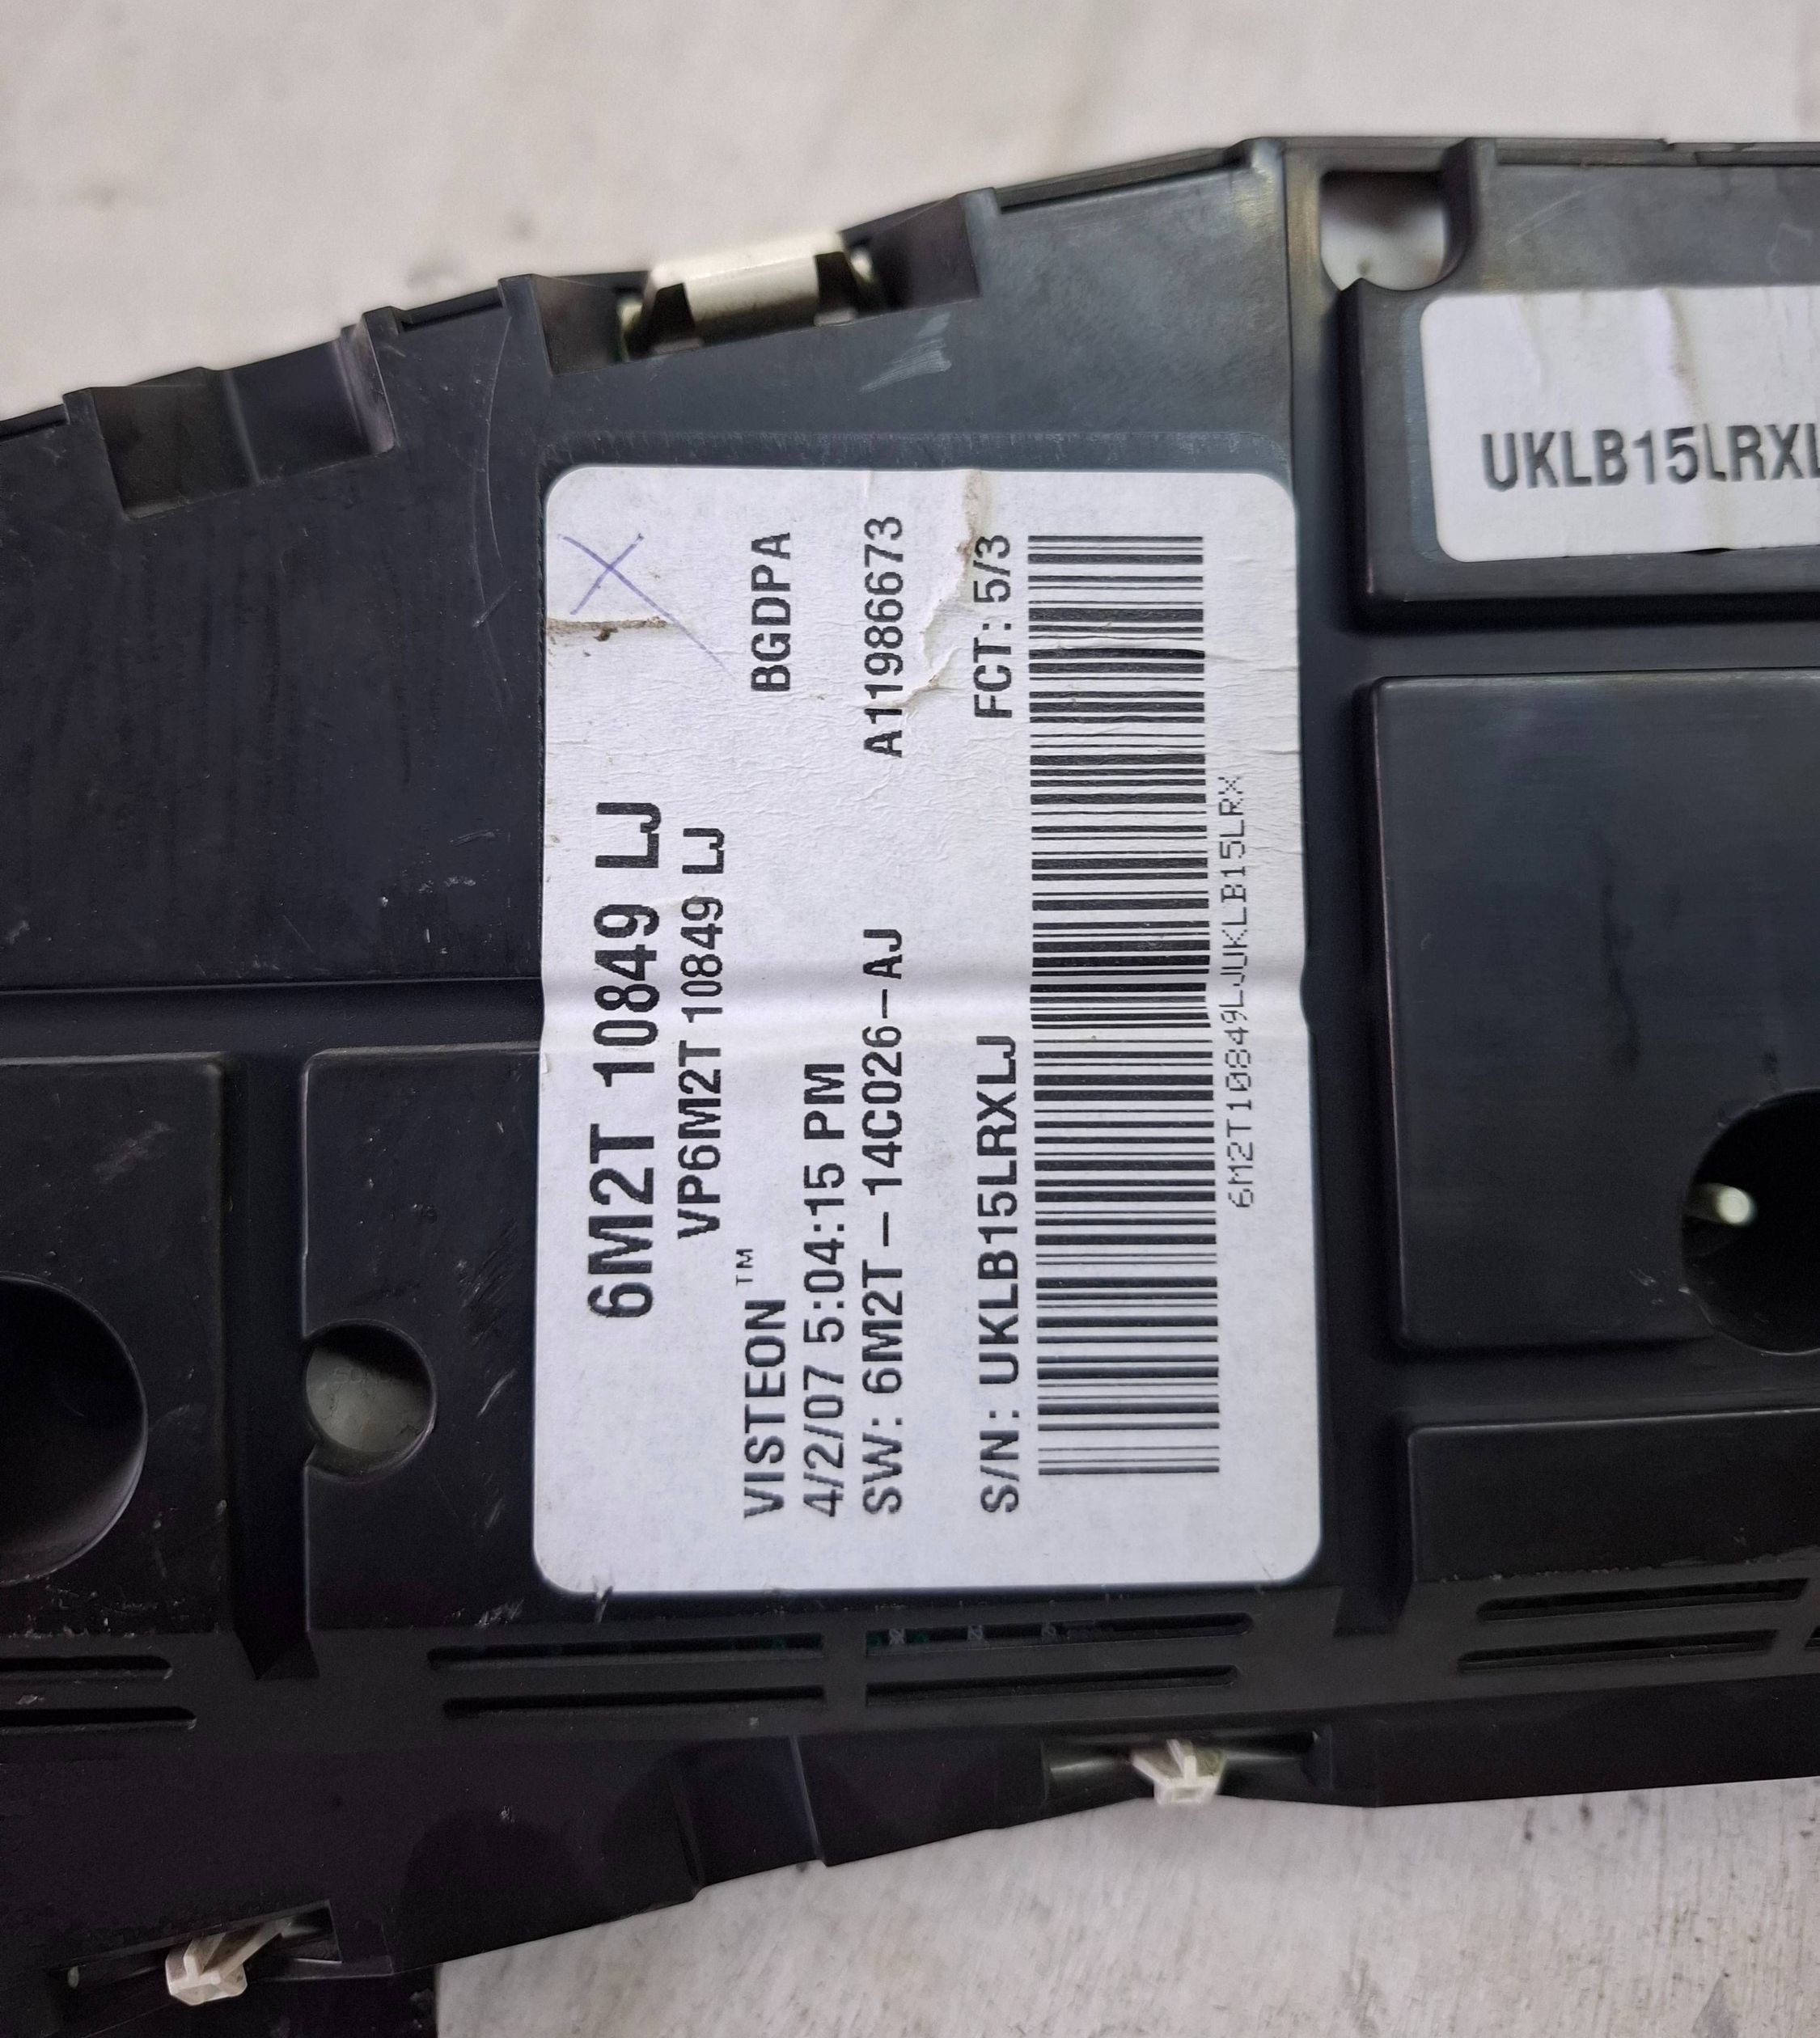 6M2T 10849 LJ
VP6M2T 10849 LJ
VISTEON™ BGDPA
4/2/07 5:04:15 PM
SW: 6M2T-14C026-AJ A11986673
S/N: UKLB15LRXLJ FCT: 5/3
6M2T10849LJUKLB15LRX
UKLB15LRXL